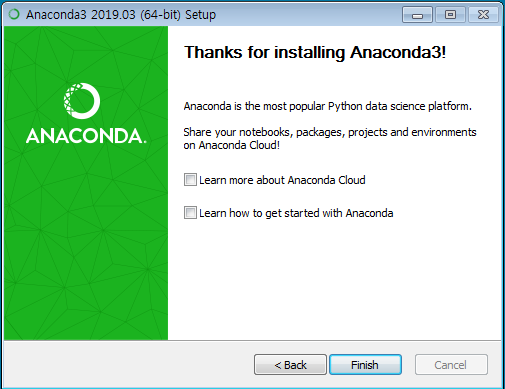 Anaconda3 2019.03 (64-bit) Setup
Thanks for installing Anaconda3!
ANACONDA.
Anaconda is the most popular Python data science platform.
Share your notebooks, packages, projects and environments
on Anaconda Cloud!
Learn more about Anaconda Cloud
Learn how to get started with Anaconda
< Back
Finish
Cancel